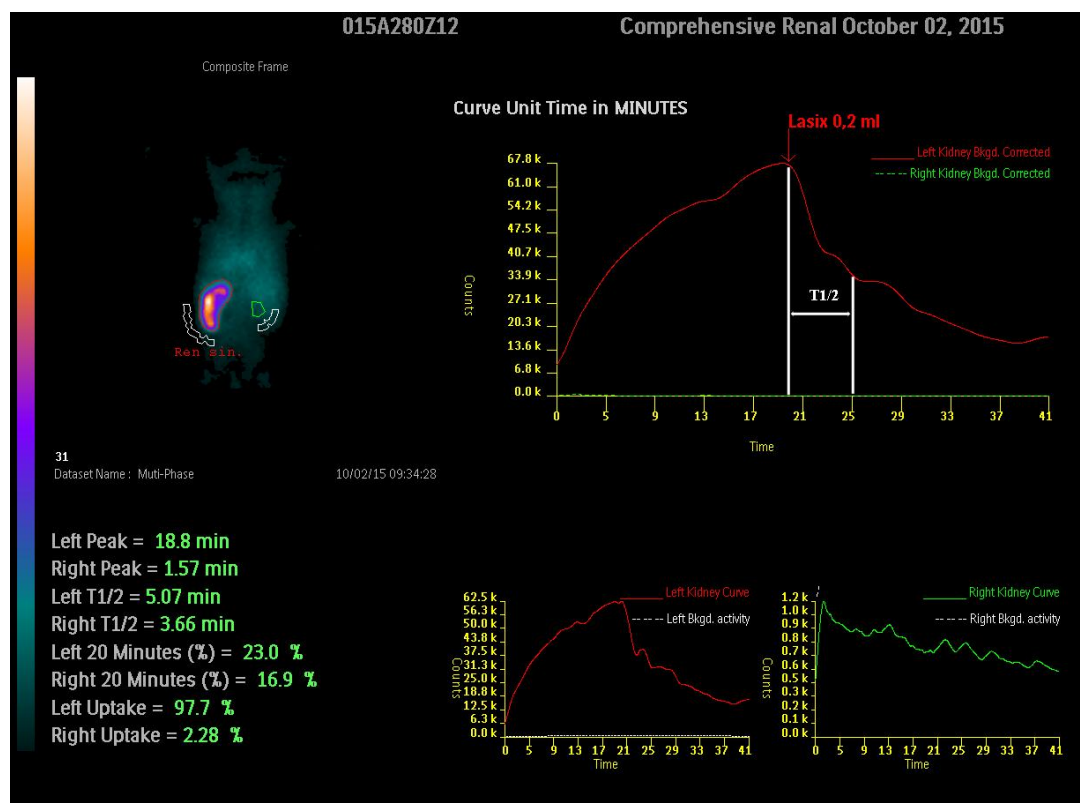 015A280Z12 Comprehensive Renal October 02, 2015
Composite Frame
Curve Unit Time in MINUTES
Lasix 0,2 ml
Left Kidney Bkgd. Corrected
Right Kidney Bkgd. Corrected
67.8 k
61.0 k
54.2 k
47.5 k
40.7 k
33.9 k
27.1 k
20.3 k
13.6 k
6.8 k
0.0 k
Counts
T1/2
0 5 9 13 17 21 25 29 33 37 41
Time
Ren sin.
31
Dataset Name : Muti-Phase 10/02/15 09:34:28
Left Peak = 18.8 min
Right Peak = 1.57 min
Left T1/2 = 5.07 min
Right T1/2 = 3.66 min
Left 20 Minutes (%) = 23.0 %
Right 20 Minutes (%) = 16.9 %
Left Uptake = 97.7 %
Right Uptake = 2.28 %
Left Kidney Curve
Left Bkgd. activity
62.5 k
56.3 k
50.0 k
43.8 k
37.5 k
31.3 k
25.0 k
18.8 k
12.5 k
6.3 k
0.0 k
Counts
0 5 9 13 17 21 25 29 33 37 41
Time
Right Kidney Curve
Right Bkgd. activity
1.2 k
1.0 k
0.9 k
0.8 k
0.7 k
0.6 k
0.5 k
0.3 k
0.2 k
0.1 k
0.0 k
Counts
0 5 9 13 17 21 25 29 33 37 41
Time